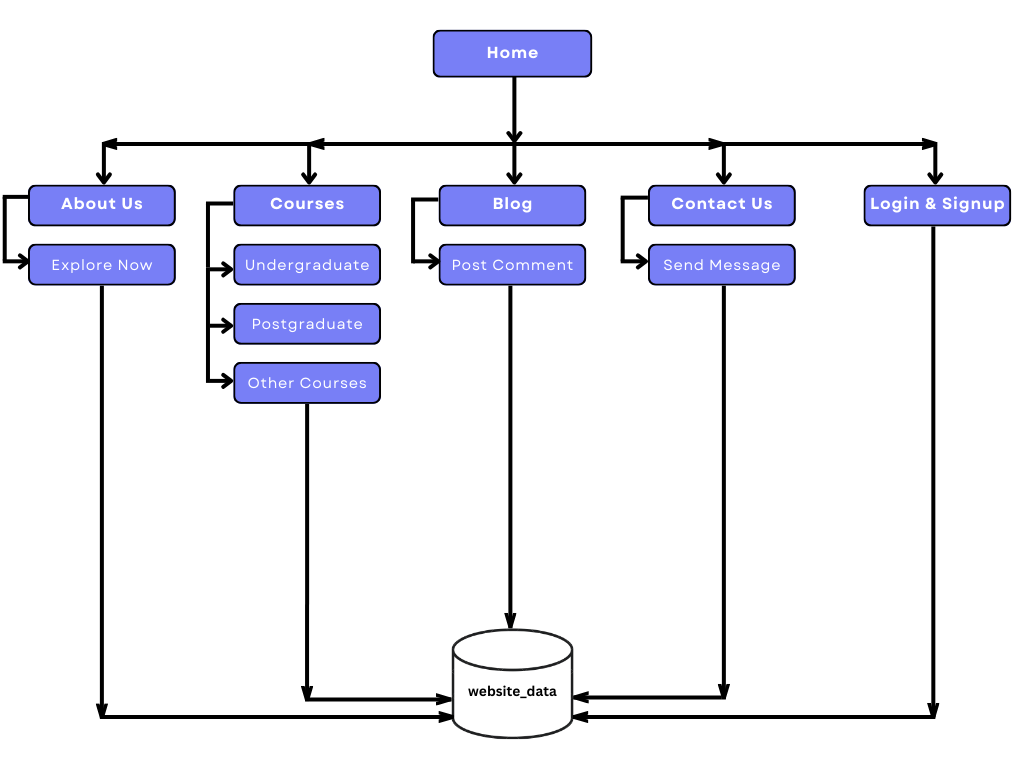 Home
About Us
Courses
Blog
Contact Us
Login & Signup
Explore Now
Undergraduate
Post Comment
Send Message
Postgraduate
Other Courses
website_data